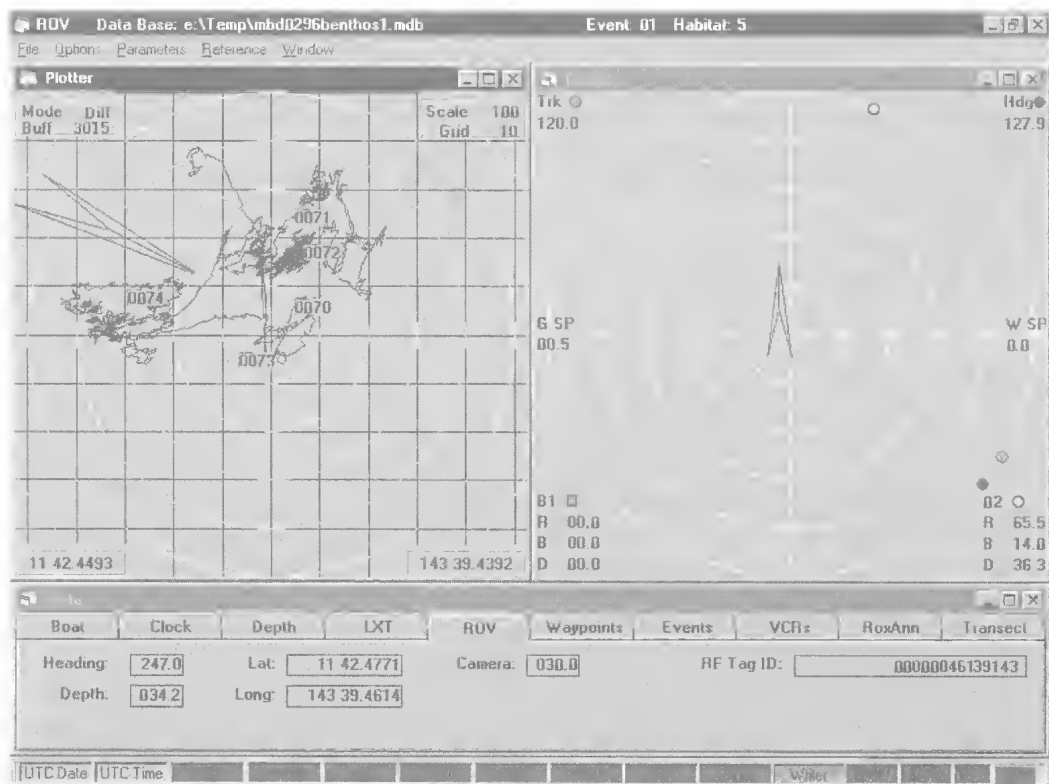 ROV Data Base: e:\Temp\mbd0296benthos1.mdb Event: 01 Habitat: 5
File Options Parameters Reference Window
Plotter
Mode Diff
Buff 3015
Scale 100
Grid 10
0071
0072
0074
0070
0073
11 42.4493
143 39.4392
Trk
120.0
Hdg
127.9
G SP
00.5
W SP
0.0
B1
R 00.0
B 00.0
D 00.0
02
R 65.5
B 14.0
D 36.3
Boat Clock Depth LXT ROV Waypoints Events VCRs RoxAnn Transect
Heading: 247.0 Lat: 11 42.4771 Camera: 030.0 RF Tag ID: 00000046139143
Depth: 034.2 Long: 143 39.4614
UTC Date UTC Time